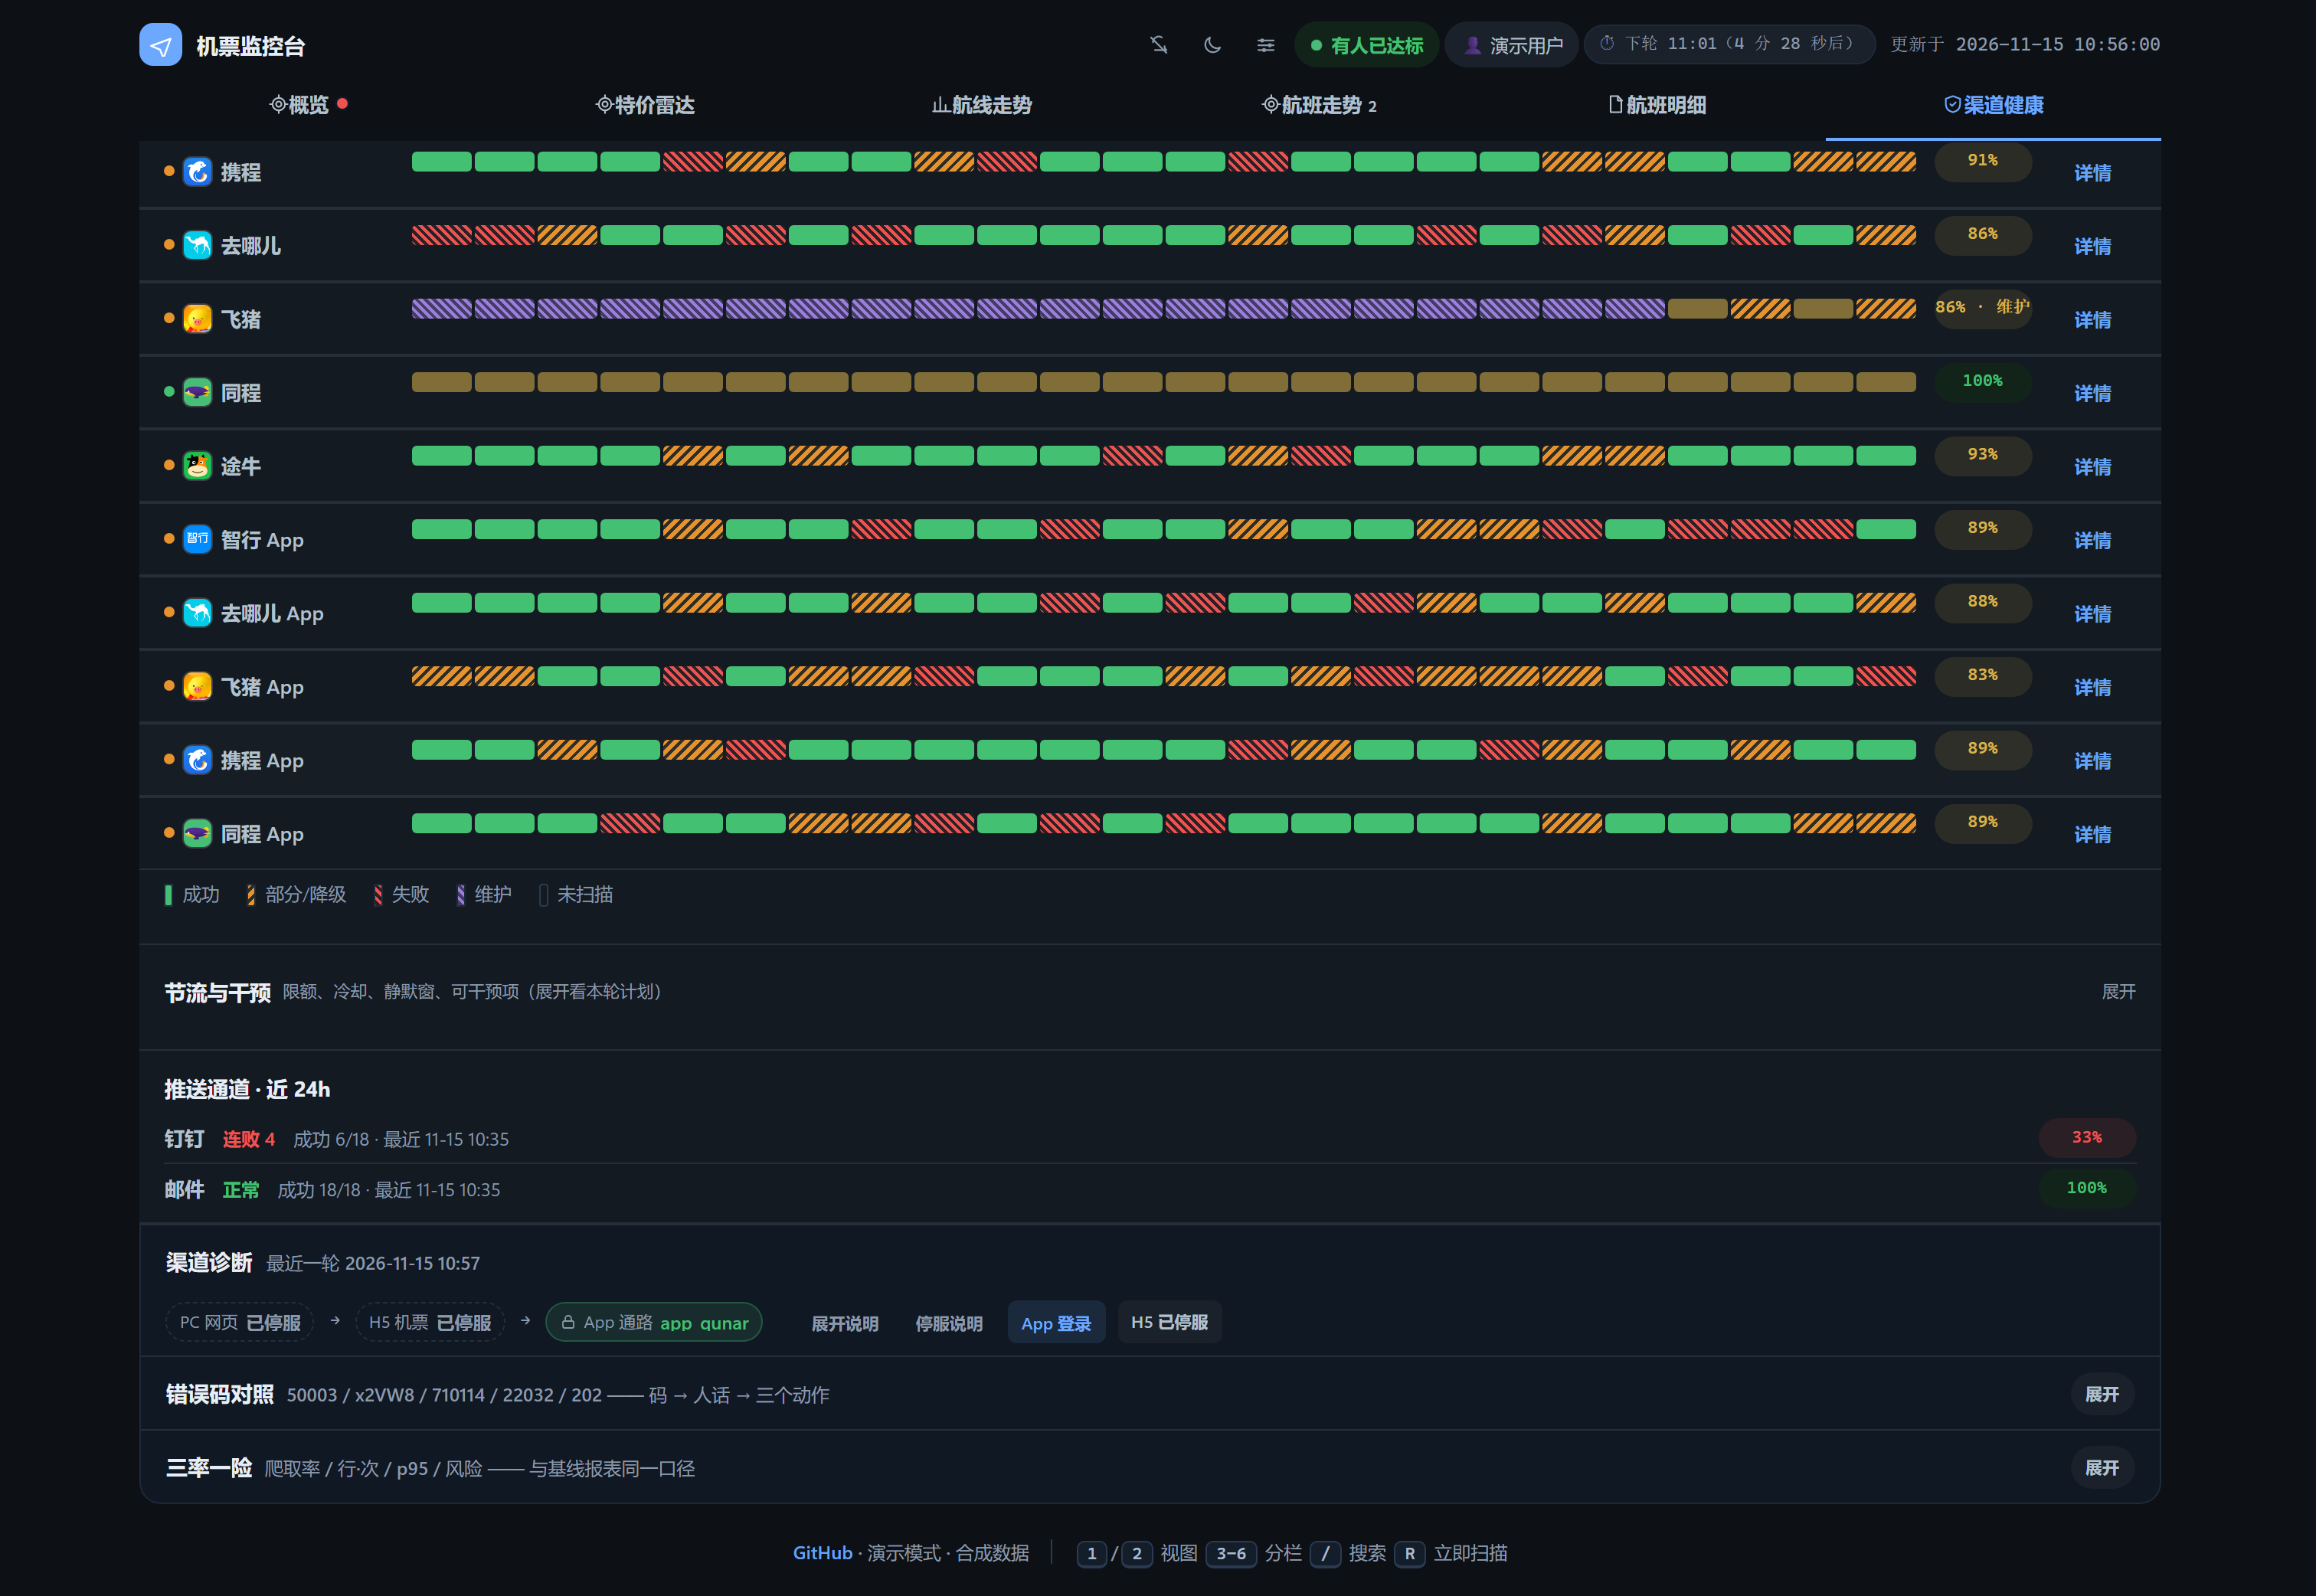 机票监控台
有人已达标 演示用户 下轮 11:01 (4 分 28 秒后) 更新于 2026-11-15 10:56:00
概览 特价雷达 航线走势 航班走势 2 航班明细 渠道健康
携程 91% 详情
去哪儿 86% 详情
飞猪 86% · 维护 详情
同程 100% 详情
途牛 93% 详情
智行 智行 App 89% 详情
去哪儿 App 88% 详情
飞猪 App 83% 详情
携程 App 89% 详情
同程 App 89% 详情
成功 部分/降级 失败 维护 未扫描
节流与干预 限额、冷却、静默窗、可干预项（展开看本轮计划） 展开
推送通道 · 近 24h
钉钉 连败 4 成功 6/18 · 最近 11-15 10:35 33%
邮件 正常 成功 18/18 · 最近 11-15 10:35 100%
渠道诊断 最近一轮 2026-11-15 10:57
PC 网页 已停服 → H5 机票 已停服 → App 通路 app_qunar 展开说明 停服说明 App 登录 H5 已停服
错误码对照 50003 / x2VW8 / 710114 / 22032 / 202 —— 码 → 人话 → 三个动作 展开
三率一险 爬取率 / 行·次 / p95 / 风险 —— 与基线报表同一口径 展开
GitHub · 演示模式 · 合成数据 1 / 2 视图 3-6 分栏 / 搜索 R 立即扫描